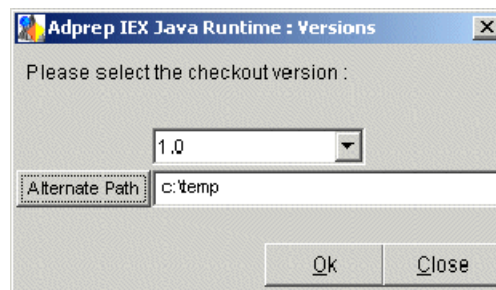 Adprep IEX Java Runtime : Versions
Please select the checkout version :
1.0
Alternate Path c:\temp
Ok Close